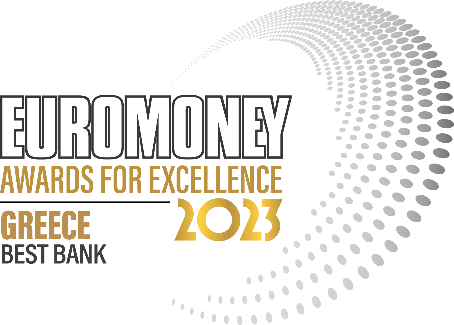 EUROMONEY
AWARDS FOR EXCELLENCE
GREECE 2023
BEST BANK